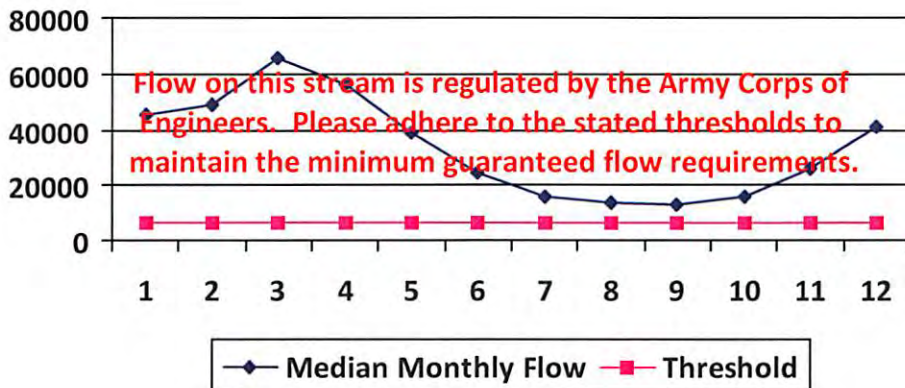 80000
60000
40000
20000
0
Flow on this stream is regulated by the Army Corps of
Engineers. Please adhere to the stated thresholds to
maintain the minimum guaranteed flow requirements.
1 2 3 4 5 6 7 8 9 10 11 12
Median Monthly Flow Threshold